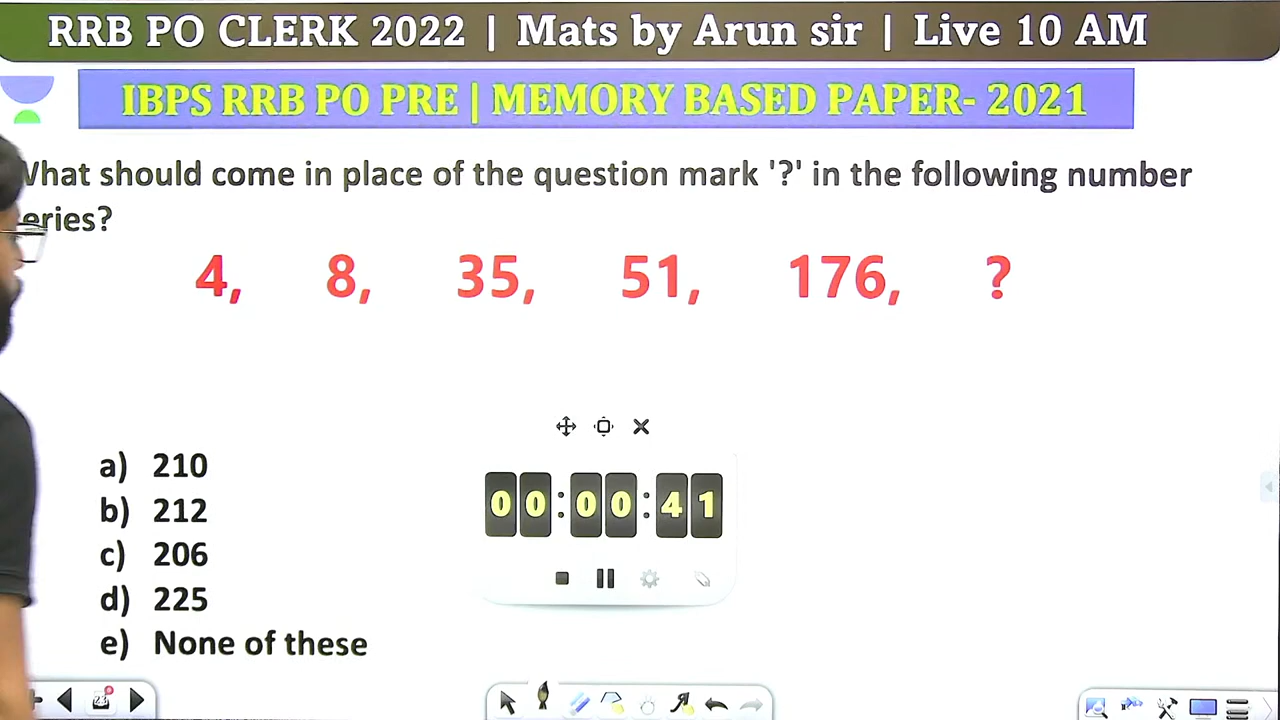 RRB PO CLERK 2022 | Mats by Arun sir | Live 10 AM
IBPS RRB PO PRE | MEMORY BASED PAPER- 2021
What should come in place of the question mark '?' in the following number
eries?
4, 8, 35, 51, 176, ?
a) 210
b) 212
c) 206
d) 225
e) None of these
00:00:41